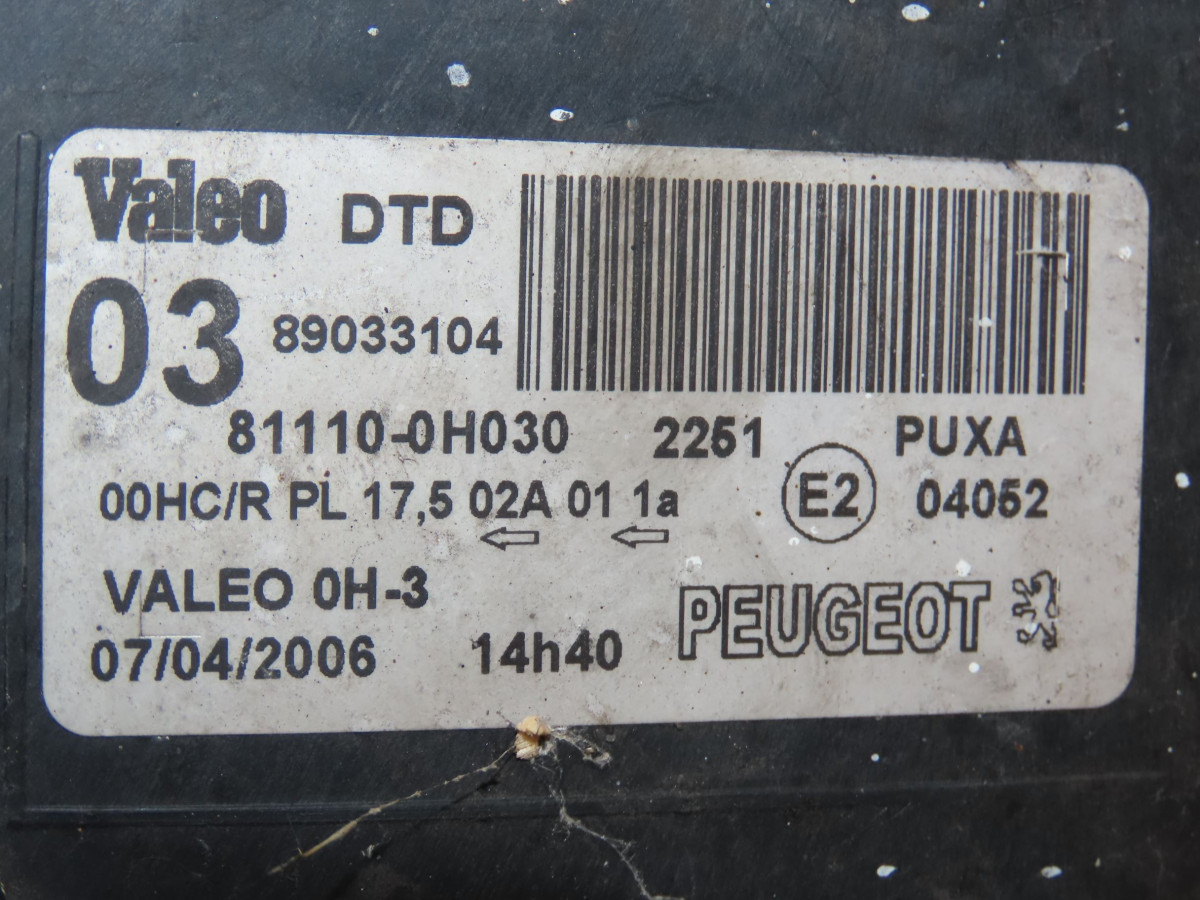 Valeo DTD
03 89033104
81110-0H030 2251 PUXA
00HC/R PL 17,5 02A 01 1a E2 04052
VALEO 0H-3
07/04/2006 14h40 PEUGEOT